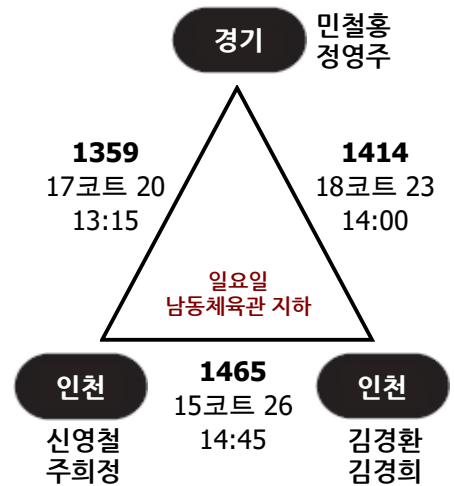 경기
민철홍
정영주
1359
17코트 20
13:15
1414
18코트 23
14:00
일요일
남동체육관 지하
인천
신영철
주희정
1465
15코트 26
14:45
인천
김경환
김경희